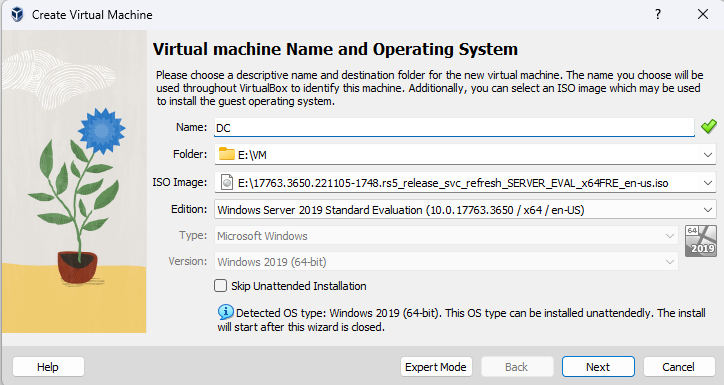 Create Virtual Machine
Virtual machine Name and Operating System
Please choose a descriptive name and destination folder for the new virtual machine. The name you choose will be
used throughout VirtualBox to identify this machine. Additionally, you can select an ISO image which may be used
to install the guest operating system.
Name: DC
Folder: E:\VM
ISO Image: E:\17763.3650.221105-1748.rs5_release_svc_refresh_SERVER_EVAL_x64FRE_en-us.iso
Edition: Windows Server 2019 Standard Evaluation (10.0.17763.3650 / x64 / en-US)
Type: Microsoft Windows
64
Version: Windows 2019 (64-bit)
2019
Skip Unattended Installation
Detected OS type: Windows 2019 (64-bit). This OS type can be installed unattendedly. The install
will start after this wizard is closed.
Help Expert Mode Back Next Cancel